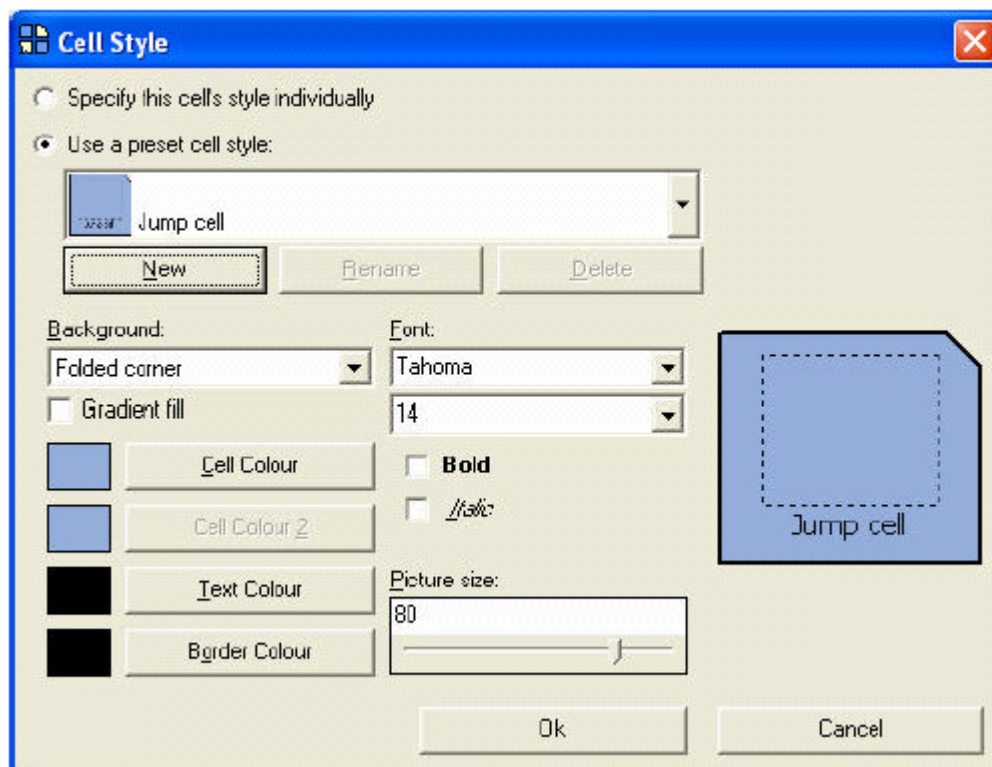 Cell Style
Specify this cell's style individually
Use a preset cell style:
Jump cell
New Rename Delete
Background: Font:
Folded corner Tahoma
Gradient fill 14
Cell Colour Bold
Cell Colour 2 Italic
Jump cell
Text Colour Picture size:
80
Border Colour
Ok Cancel